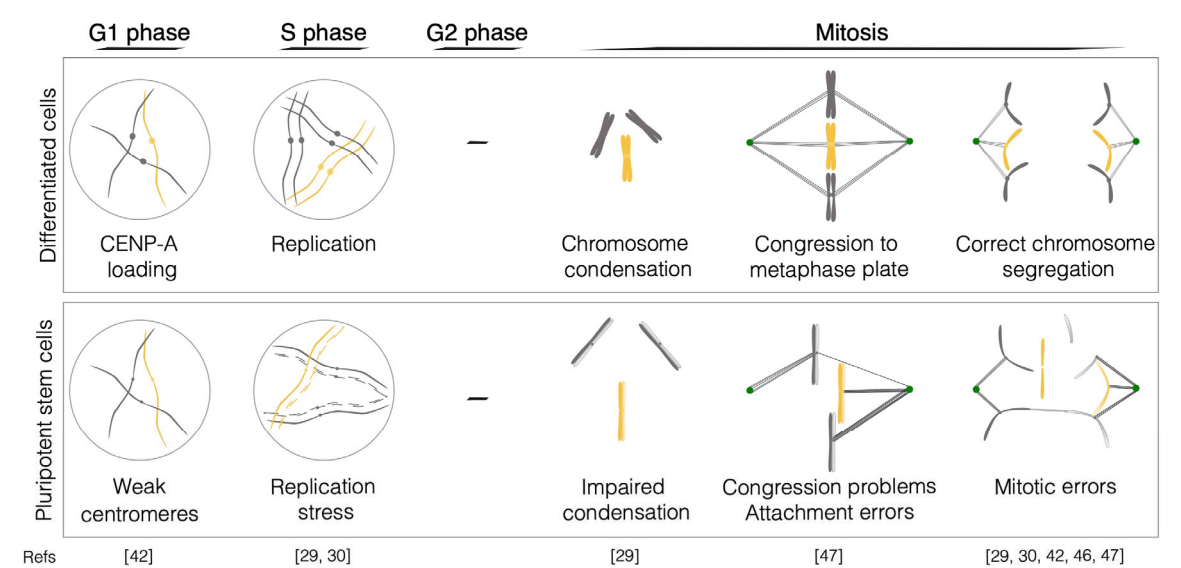 G1 phase
S phase
G2 phase
Mitosis
Differentiated cells
CENP-A
loading
Replication
–
Chromosome
condensation
Congression to
metaphase plate
Correct chromosome
segregation
Pluripotent stem cells
Weak
centromeres
Replication
stress
–
Impaired
condensation
Congression problems
Attachment errors
Mitotic errors
Refs
[42]
[29, 30]
[29]
[47]
[29, 30, 42, 46, 47]